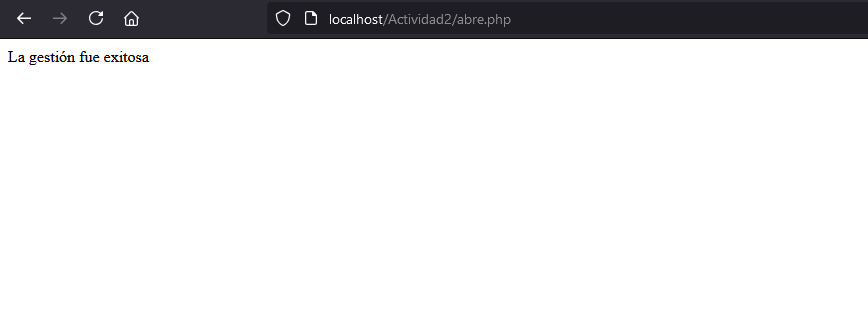 localhost/Actividad2/abre.php
La gestión fue exitosa